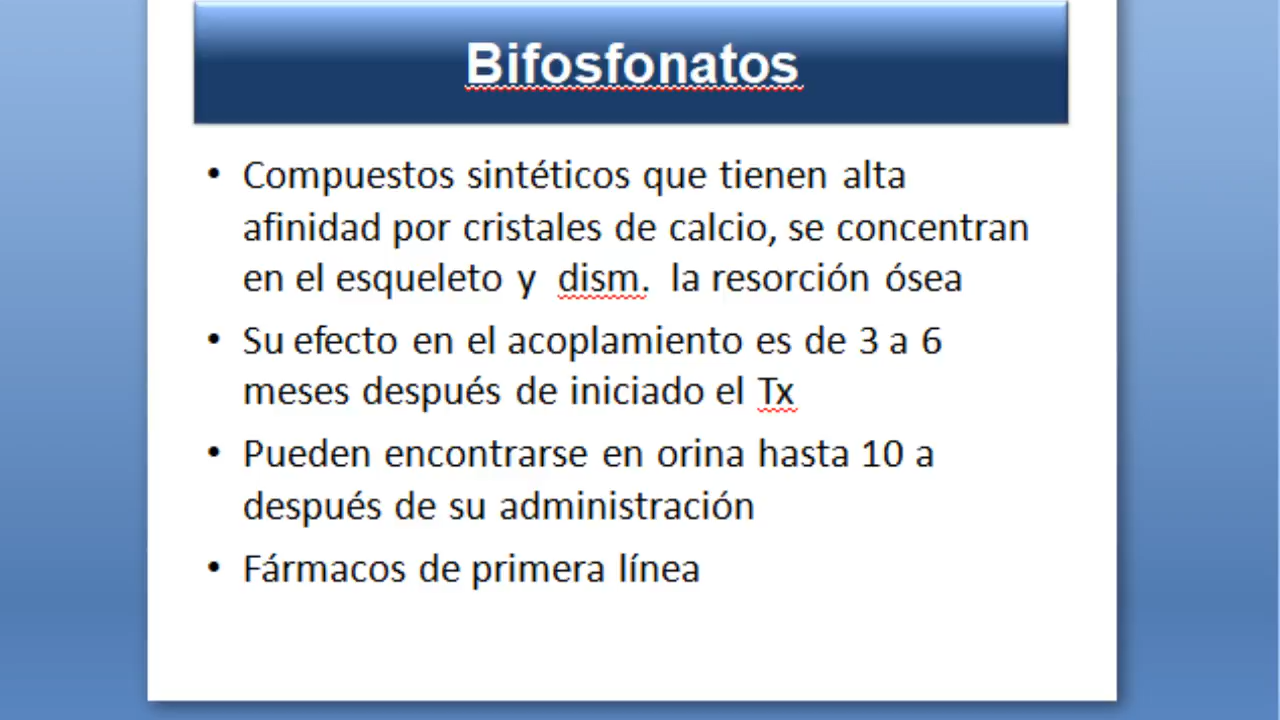 Bifosfonatos
• Compuestos sintéticos que tienen alta
afinidad por cristales de calcio, se concentran
en el esqueleto y dism. la resorción ósea
• Su efecto en el acoplamiento es de 3 a 6
meses después de iniciado el Tx
• Pueden encontrarse en orina hasta 10 a
después de su administración
• Fármacos de primera línea